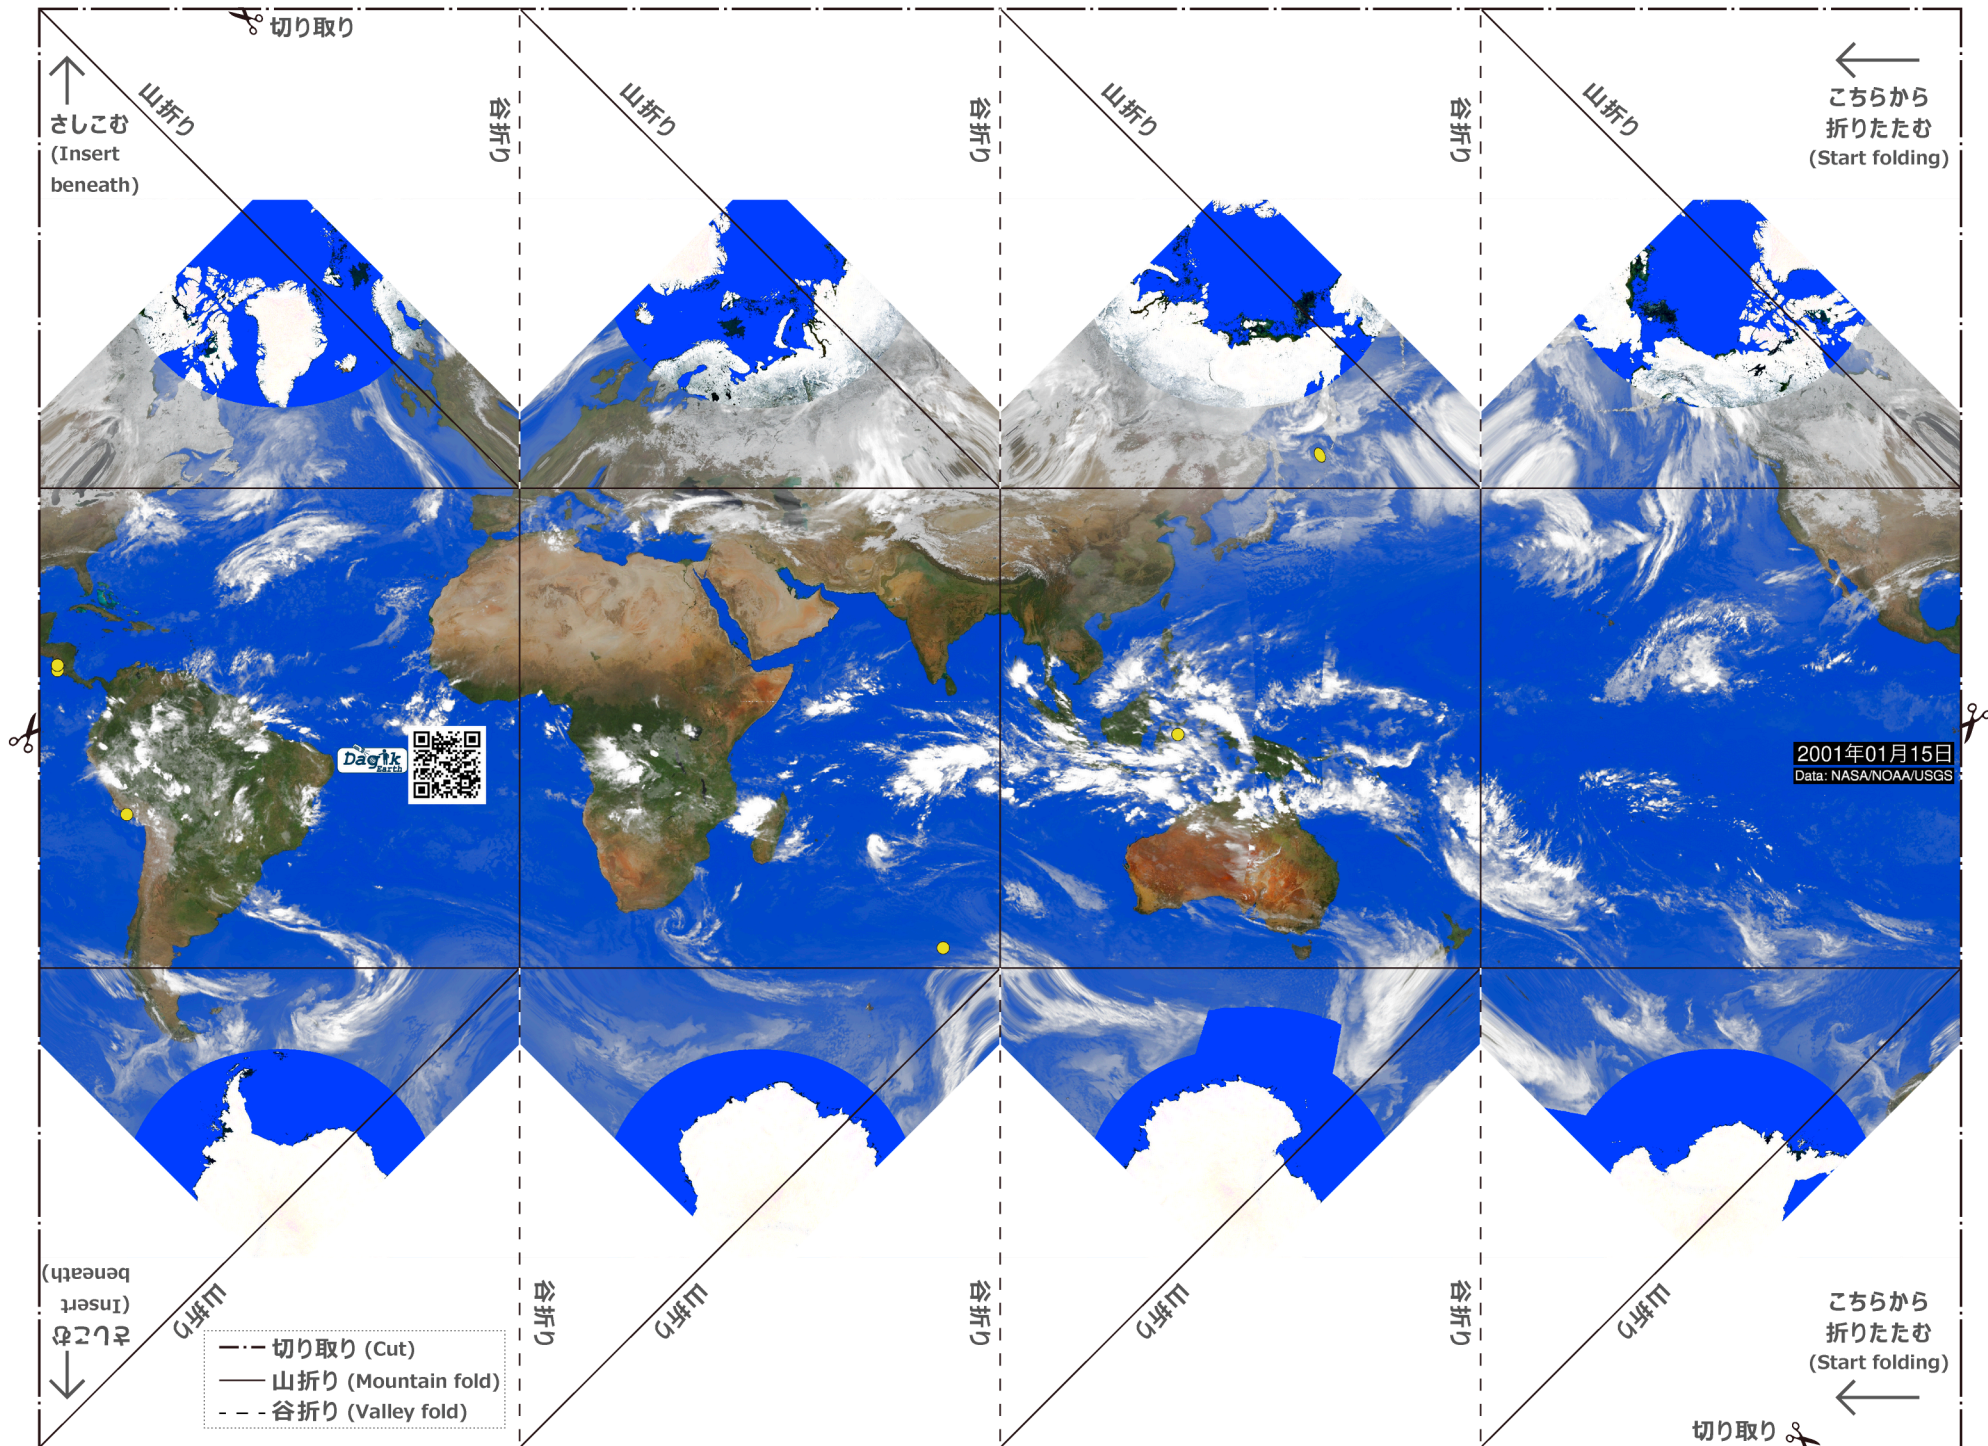 切り取り
さしこむ
(Insert
beneath)
山折り
谷折り
山折り
谷折り
山折り
谷折り
山折り
こちらから
折りたたむ
(Start folding)
Dagik
Earth
2001年01月15日
Data: NASA/NOAA/USGS
さしこむ
(Insert
beneath)
山折り
谷折り
山折り
谷折り
山折り
谷折り
山折り
こちらから
折りたたむ
(Start folding)
切り取り (Cut)
山折り (Mountain fold)
谷折り (Valley fold)
切り取り